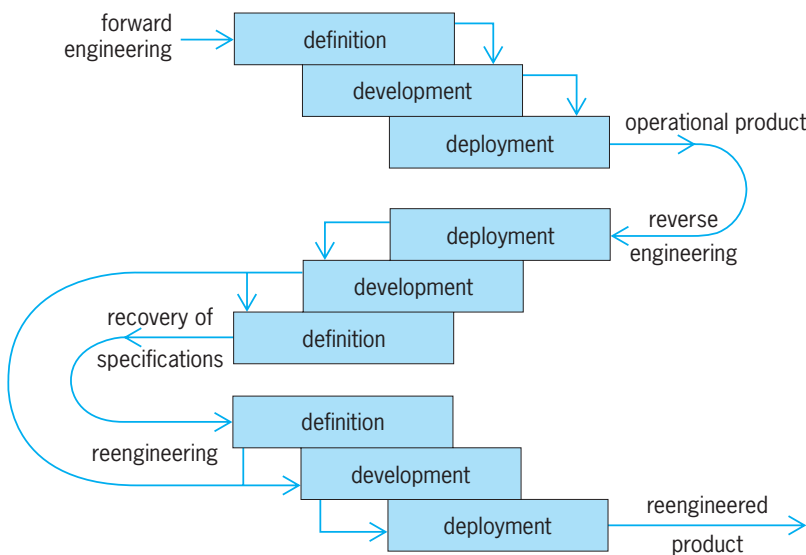 forward
engineering
definition
development
deployment
operational product
deployment
reverse
engineering
development
recovery of
specifications
definition
definition
reengineering
development
deployment
reengineered
product